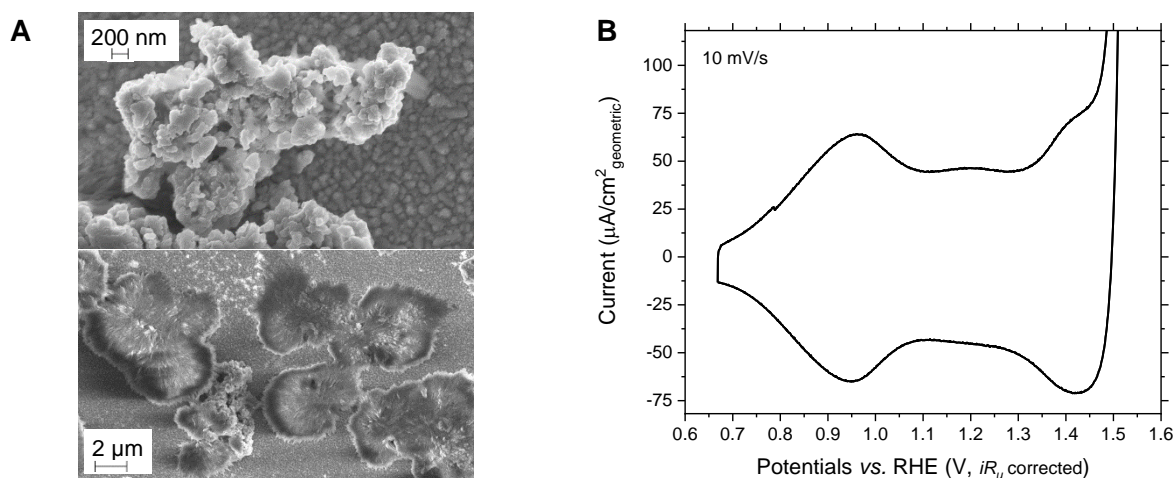 A
200 nm
2 µm
B
10 mV/s
Current (µA/cm²geometric)
100
75
50
25
0
-25
-50
-75
0.6 0.7 0.8 0.9 1.0 1.1 1.2 1.3 1.4 1.5 1.6
Potentials vs. RHE (V, iRu corrected)